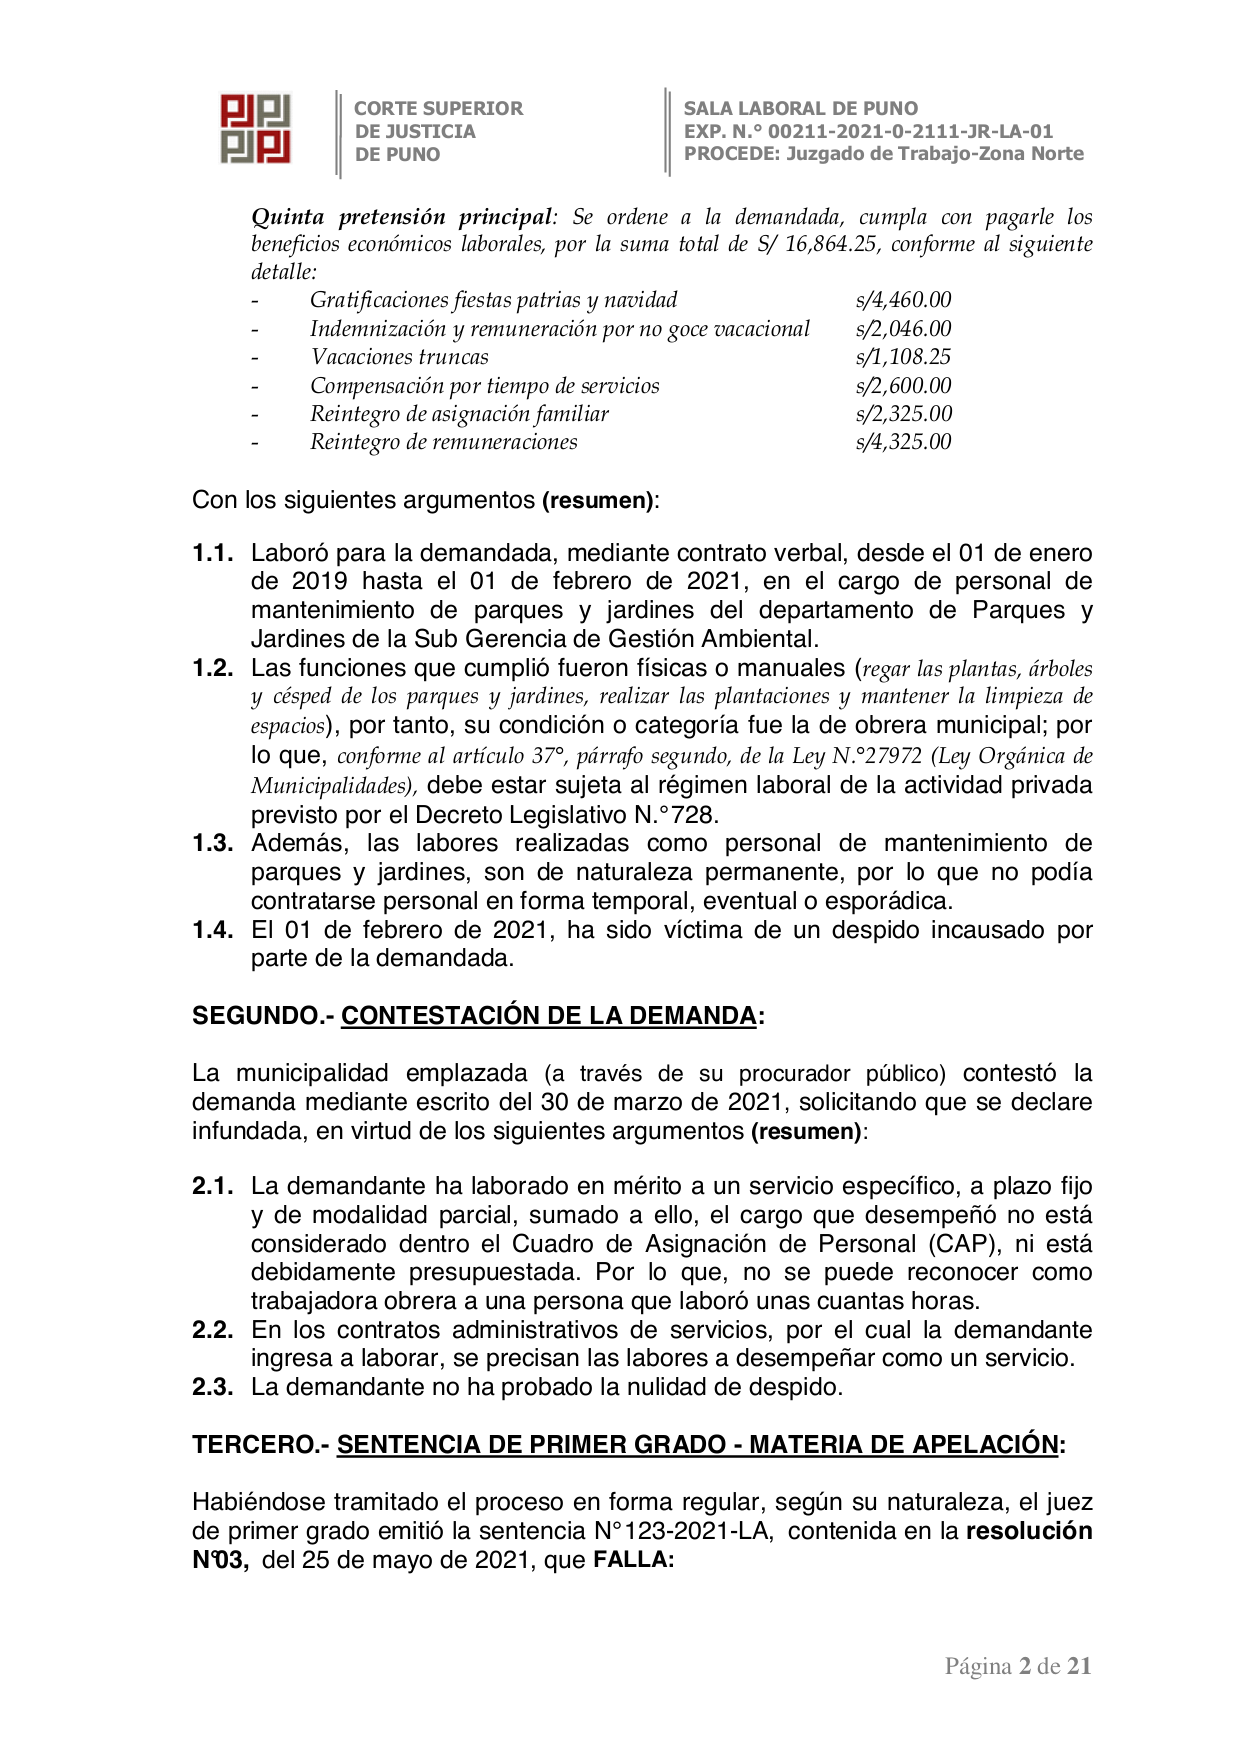 CORTE SUPERIOR
DE JUSTICIA
DE PUNO
SALA LABORAL DE PUNO
EXP. N.° 00211-2021-0-2111-JR-LA-01
PROCEDE: Juzgado de Trabajo-Zona Norte
Quinta pretensión principal: Se ordene a la demandada, cumpla con pagarle los
beneficios económicos laborales, por la suma total de S/ 16,864.25, conforme al siguiente
detalle:
- Gratificaciones fiestas patrias y navidad s/4,460.00
- Indemnización y remuneración por no goce vacacional s/2,046.00
- Vacaciones truncas s/1,108.25
- Compensación por tiempo de servicios s/2,600.00
- Reintegro de asignación familiar s/2,325.00
- Reintegro de remuneraciones s/4,325.00
Con los siguientes argumentos (resumen):
1.1. Laboró para la demandada, mediante contrato verbal, desde el 01 de enero
de 2019 hasta el 01 de febrero de 2021, en el cargo de personal de
mantenimiento de parques y jardines del departamento de Parques y
Jardines de la Sub Gerencia de Gestión Ambiental.
1.2. Las funciones que cumplió fueron físicas o manuales (regar las plantas, árboles
y césped de los parques y jardines, realizar las plantaciones y mantener la limpieza de
espacios), por tanto, su condición o categoría fue la de obrera municipal; por
lo que, conforme al artículo 37°, párrafo segundo, de la Ley N.°27972 (Ley Orgánica de
Municipalidades), debe estar sujeta al régimen laboral de la actividad privada
previsto por el Decreto Legislativo N.°728.
1.3. Además, las labores realizadas como personal de mantenimiento de
parques y jardines, son de naturaleza permanente, por lo que no podía
contratarse personal en forma temporal, eventual o esporádica.
1.4. El 01 de febrero de 2021, ha sido víctima de un despido incausado por
parte de la demandada.
SEGUNDO.- CONTESTACIÓN DE LA DEMANDA:
La municipalidad emplazada (a través de su procurador público) contestó la
demanda mediante escrito del 30 de marzo de 2021, solicitando que se declare
infundada, en virtud de los siguientes argumentos (resumen):
2.1. La demandante ha laborado en mérito a un servicio específico, a plazo fijo
y de modalidad parcial, sumado a ello, el cargo que desempeñó no está
considerado dentro el Cuadro de Asignación de Personal (CAP), ni está
debidamente presupuestada. Por lo que, no se puede reconocer como
trabajadora obrera a una persona que laboró unas cuantas horas.
2.2. En los contratos administrativos de servicios, por el cual la demandante
ingresa a laborar, se precisan las labores a desempeñar como un servicio.
2.3. La demandante no ha probado la nulidad de despido.
TERCERO.- SENTENCIA DE PRIMER GRADO - MATERIA DE APELACIÓN:
Habiéndose tramitado el proceso en forma regular, según su naturaleza, el juez
de primer grado emitió la sentencia N°123-2021-LA, contenida en la resolución
N°03, del 25 de mayo de 2021, que FALLA:
Página 2 de 21